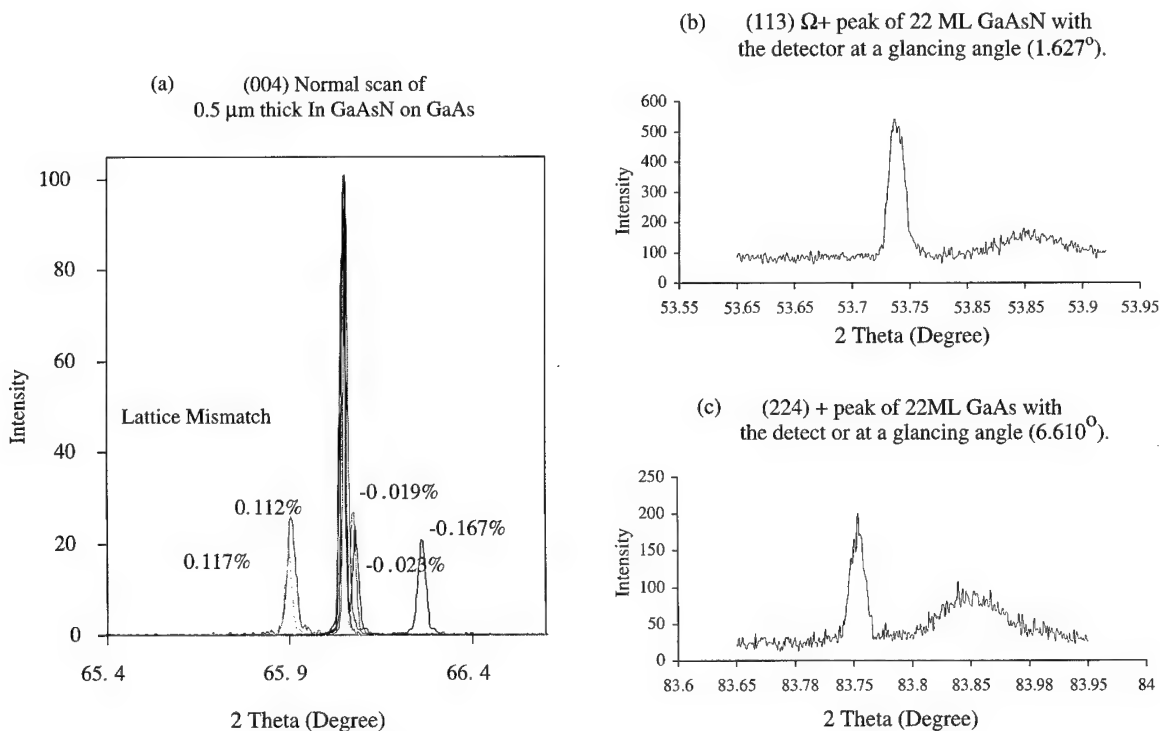 (a) (004) Normal scan of
0.5 μm thick In GaAsN on GaAs
Intensity
100
80
60
40
20
0
Lattice Mismatch
0.112%
0.117%
-0.019%
-0.167%
-0.023%
65. 4
65.9
66.4
2 Theta (Degree)
(b) (113) Ω+ peak of 22 ML GaAsN with
the detector at a glancing angle (1.627°).
Intensity
600
500
400
300
200
100
0
53.55 53.65 53.65 53.7 53.75 53.85 53.85 53.9 53.95
2 Theta (Degree)
(c) (224) + peak of 22ML GaAs with
the detect or at a glancing angle (6.610°).
Intensity
250
200
150
100
50
0
83.6 83.65 83.78 83.75 83.8 83.85 83.98 83.95 84
2 Theta (Degree)